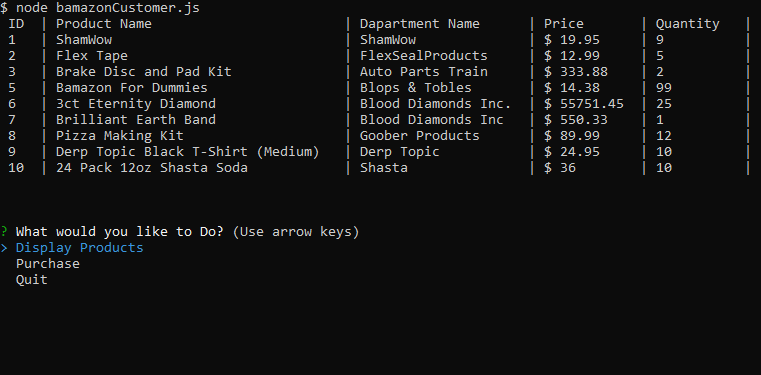 $ node bamazonCustomer.js
ID | Product Name | Dapartment Name | Price | Quantity |
1 | ShamWow | ShamWow | $ 19.95 | 9 |
2 | Flex Tape | FlexSealProducts | $ 12.99 | 5 |
3 | Brake Disc and Pad Kit | Auto Parts Train | $ 333.88 | 2 |
5 | Bamazon For Dummies | Blops & Tobles | $ 14.38 | 99 |
6 | 3ct Eternity Diamond | Blood Diamonds Inc. | $ 55751.45 | 25 |
7 | Brilliant Earth Band | Blood Diamonds Inc | $ 550.33 | 1 |
8 | Pizza Making Kit | Goober Products | $ 89.99 | 12 |
9 | Derp Topic Black T-Shirt (Medium) | Derp Topic | $ 24.95 | 10 |
10 | 24 Pack 12oz Shasta Soda | Shasta | $ 36 | 10 |
? What would you like to Do? (Use arrow keys)
> Display Products
Purchase
Quit